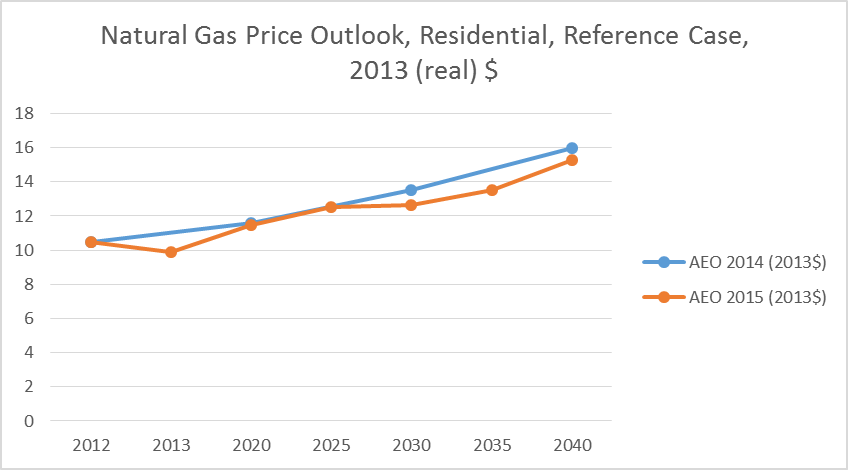 Natural Gas Price Outlook, Residential, Reference Case,
2013 (real) $
18
16
14
12
10
8
6
4
2
0
2012 2013 2020 2025 2030 2035 2040
AEO 2014 (2013$)
AEO 2015 (2013$)